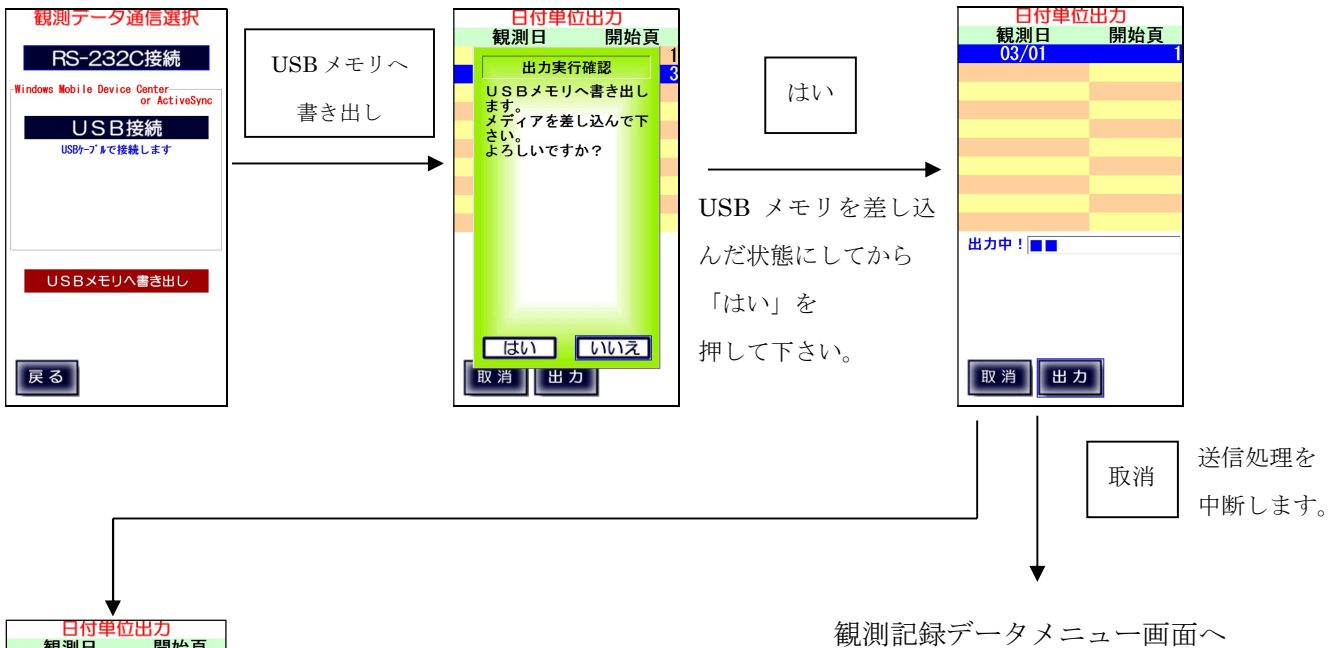 観測データ通信選択
RS-232C接続
Windows Mobile Device Center
or ActiveSync
USB接続
USBｹｰﾌﾞﾙで接続します
USBメモリへ書き出し
戻る
USB メモリへ
書き出し
日付単位出力
観測日 開始頁
1
3
出力実行確認
USBメモリへ書き出し
ます。
メディアを差し込んで下
さい。
よろしいですか？
はい いいえ
取消 出力
はい
USB メモリを差し込
んだ状態にしてから
「はい」を
押して下さい。
日付単位出力
観測日 開始頁
03/01 1
出力中！■■
取消 出力
取消
送信処理を
中断します。
観測記録データメニュー画面へ
日付単位出力
観測日 開始頁